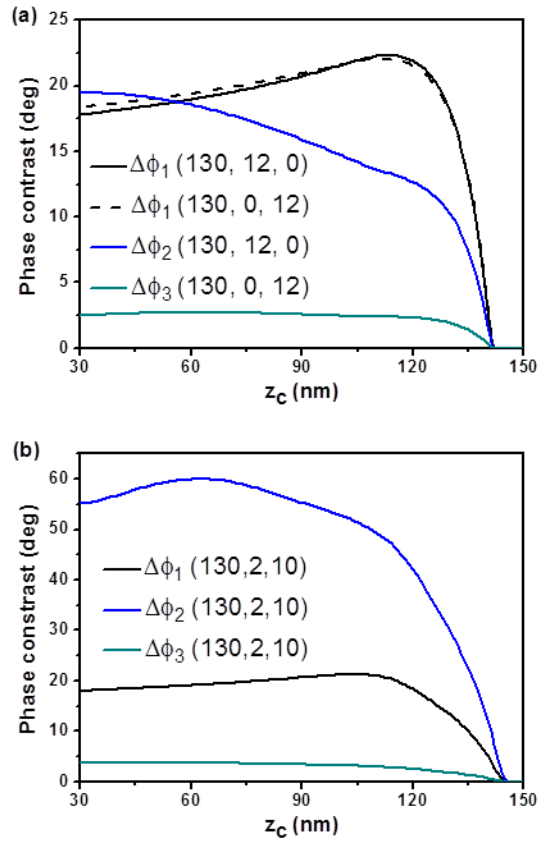 (a)
25
20
15
10
5
0
Phase contrast (deg)
Δϕ₁ (130, 12, 0)
Δϕ₁ (130, 0, 12)
Δϕ₂ (130, 12, 0)
Δϕ₃ (130, 0, 12)
30 60 90 120 150
z_C (nm)
(b)
60
50
40
30
20
10
0
Phase constrast (deg)
Δϕ₁ (130,2,10)
Δϕ₂ (130,2,10)
Δϕ₃ (130,2,10)
30 60 90 120 150
z_C (nm)